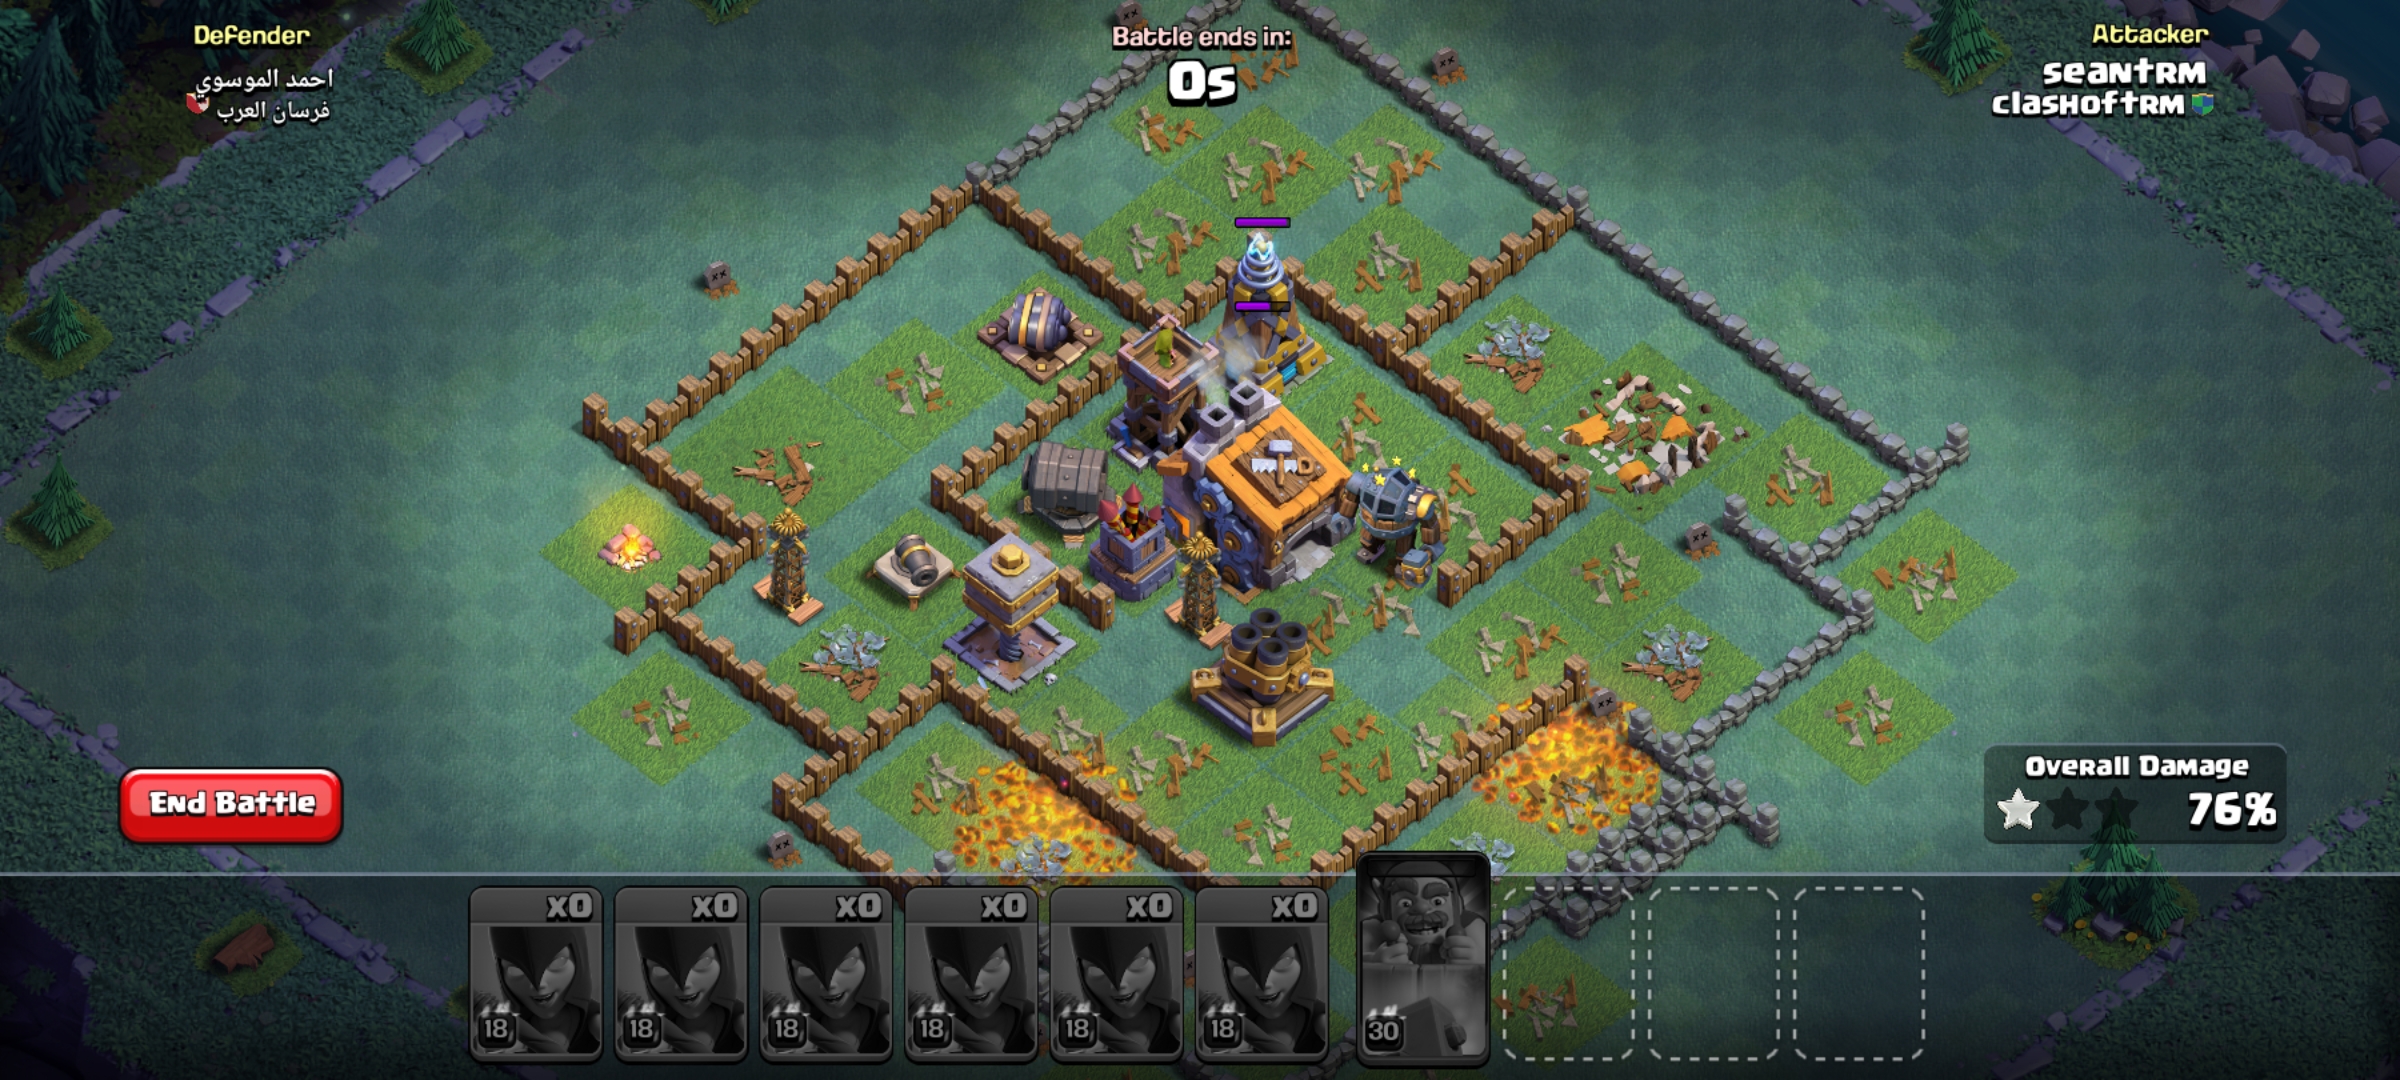 Defender
احمد الموسوي
فرسان العرب
Battle ends in:
0s
Attacker
seantRM
clashoftRM
End Battle
Overall Damage
76%
x0
x0
x0
x0
x0
x0
18
18
18
18
18
18
30